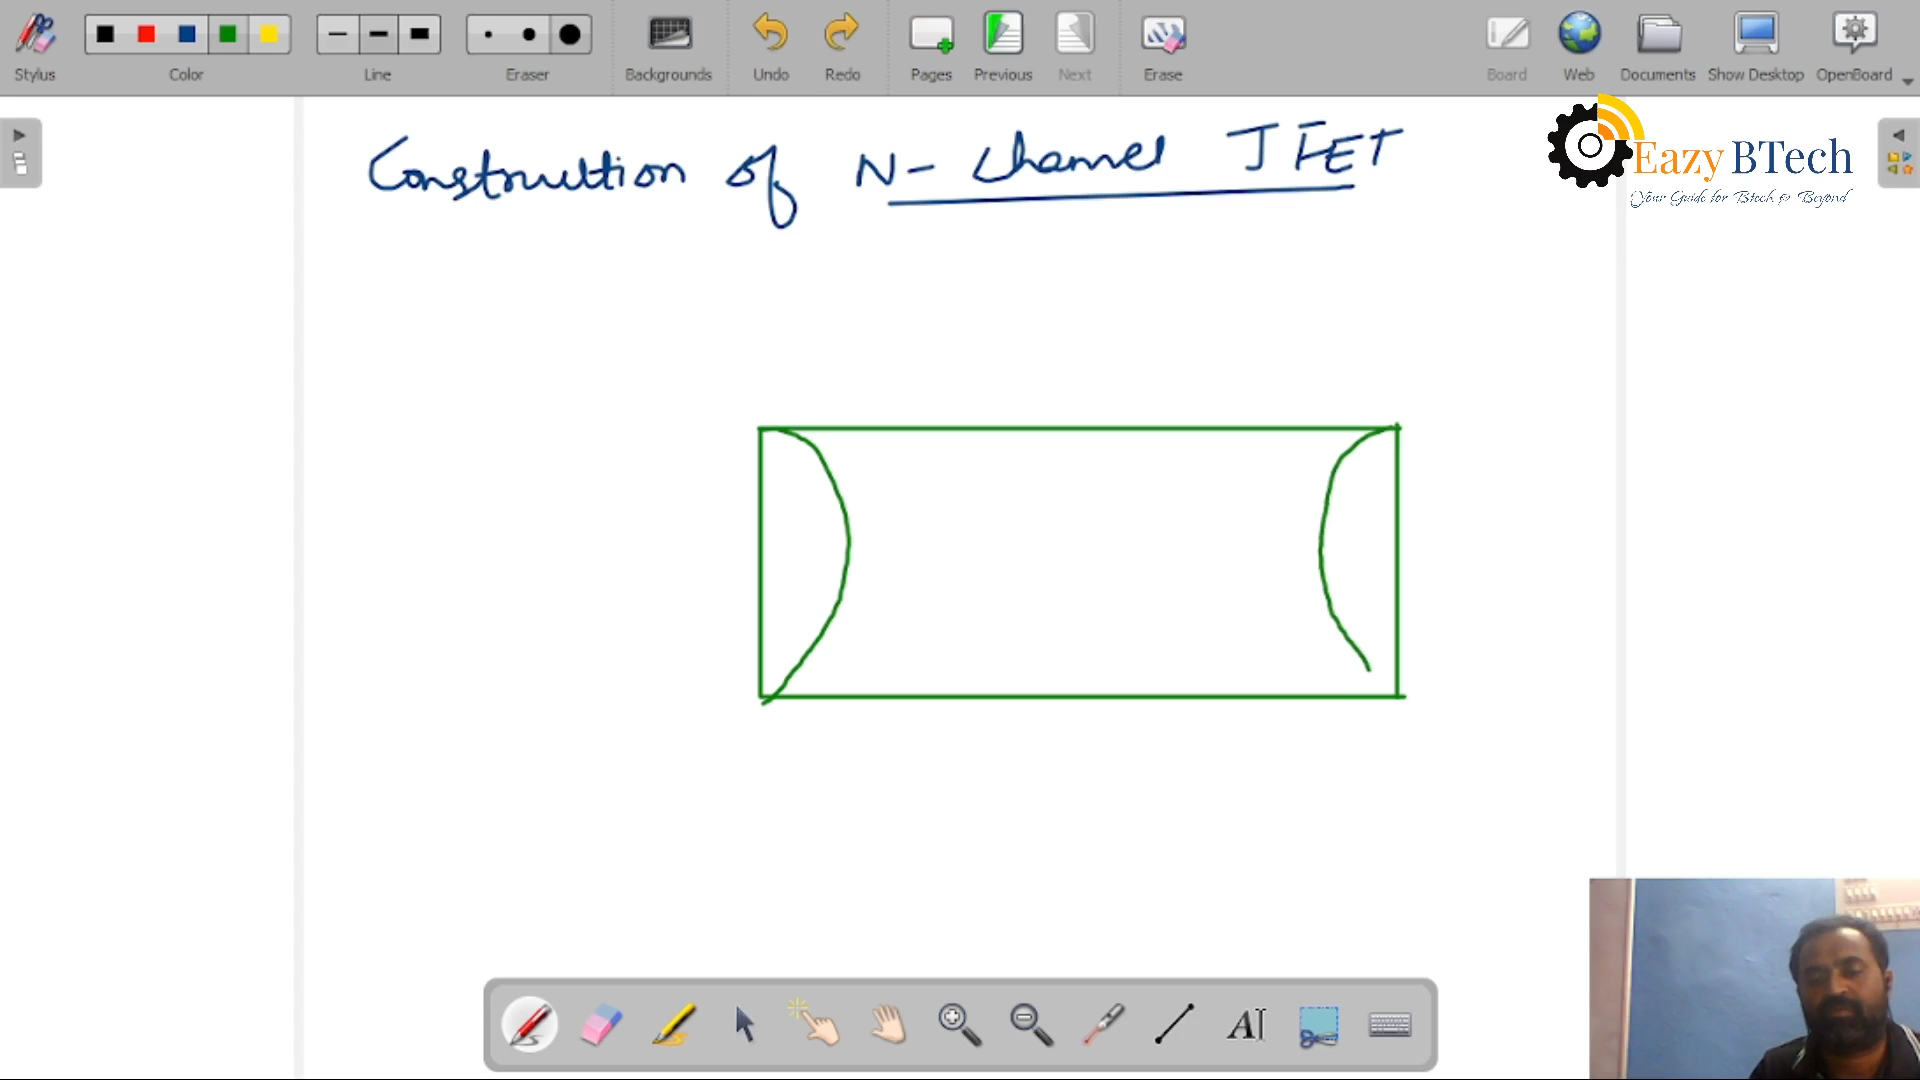 Stylus
Color
Line
Eraser
Backgrounds
Undo
Redo
Pages
Previous
Next
Erase
Board
Web
Documents
Show Desktop
OpenBoard
Construction of N- channel JFET
Eazy BTech
Your Guide for Btech & Beyond
AI